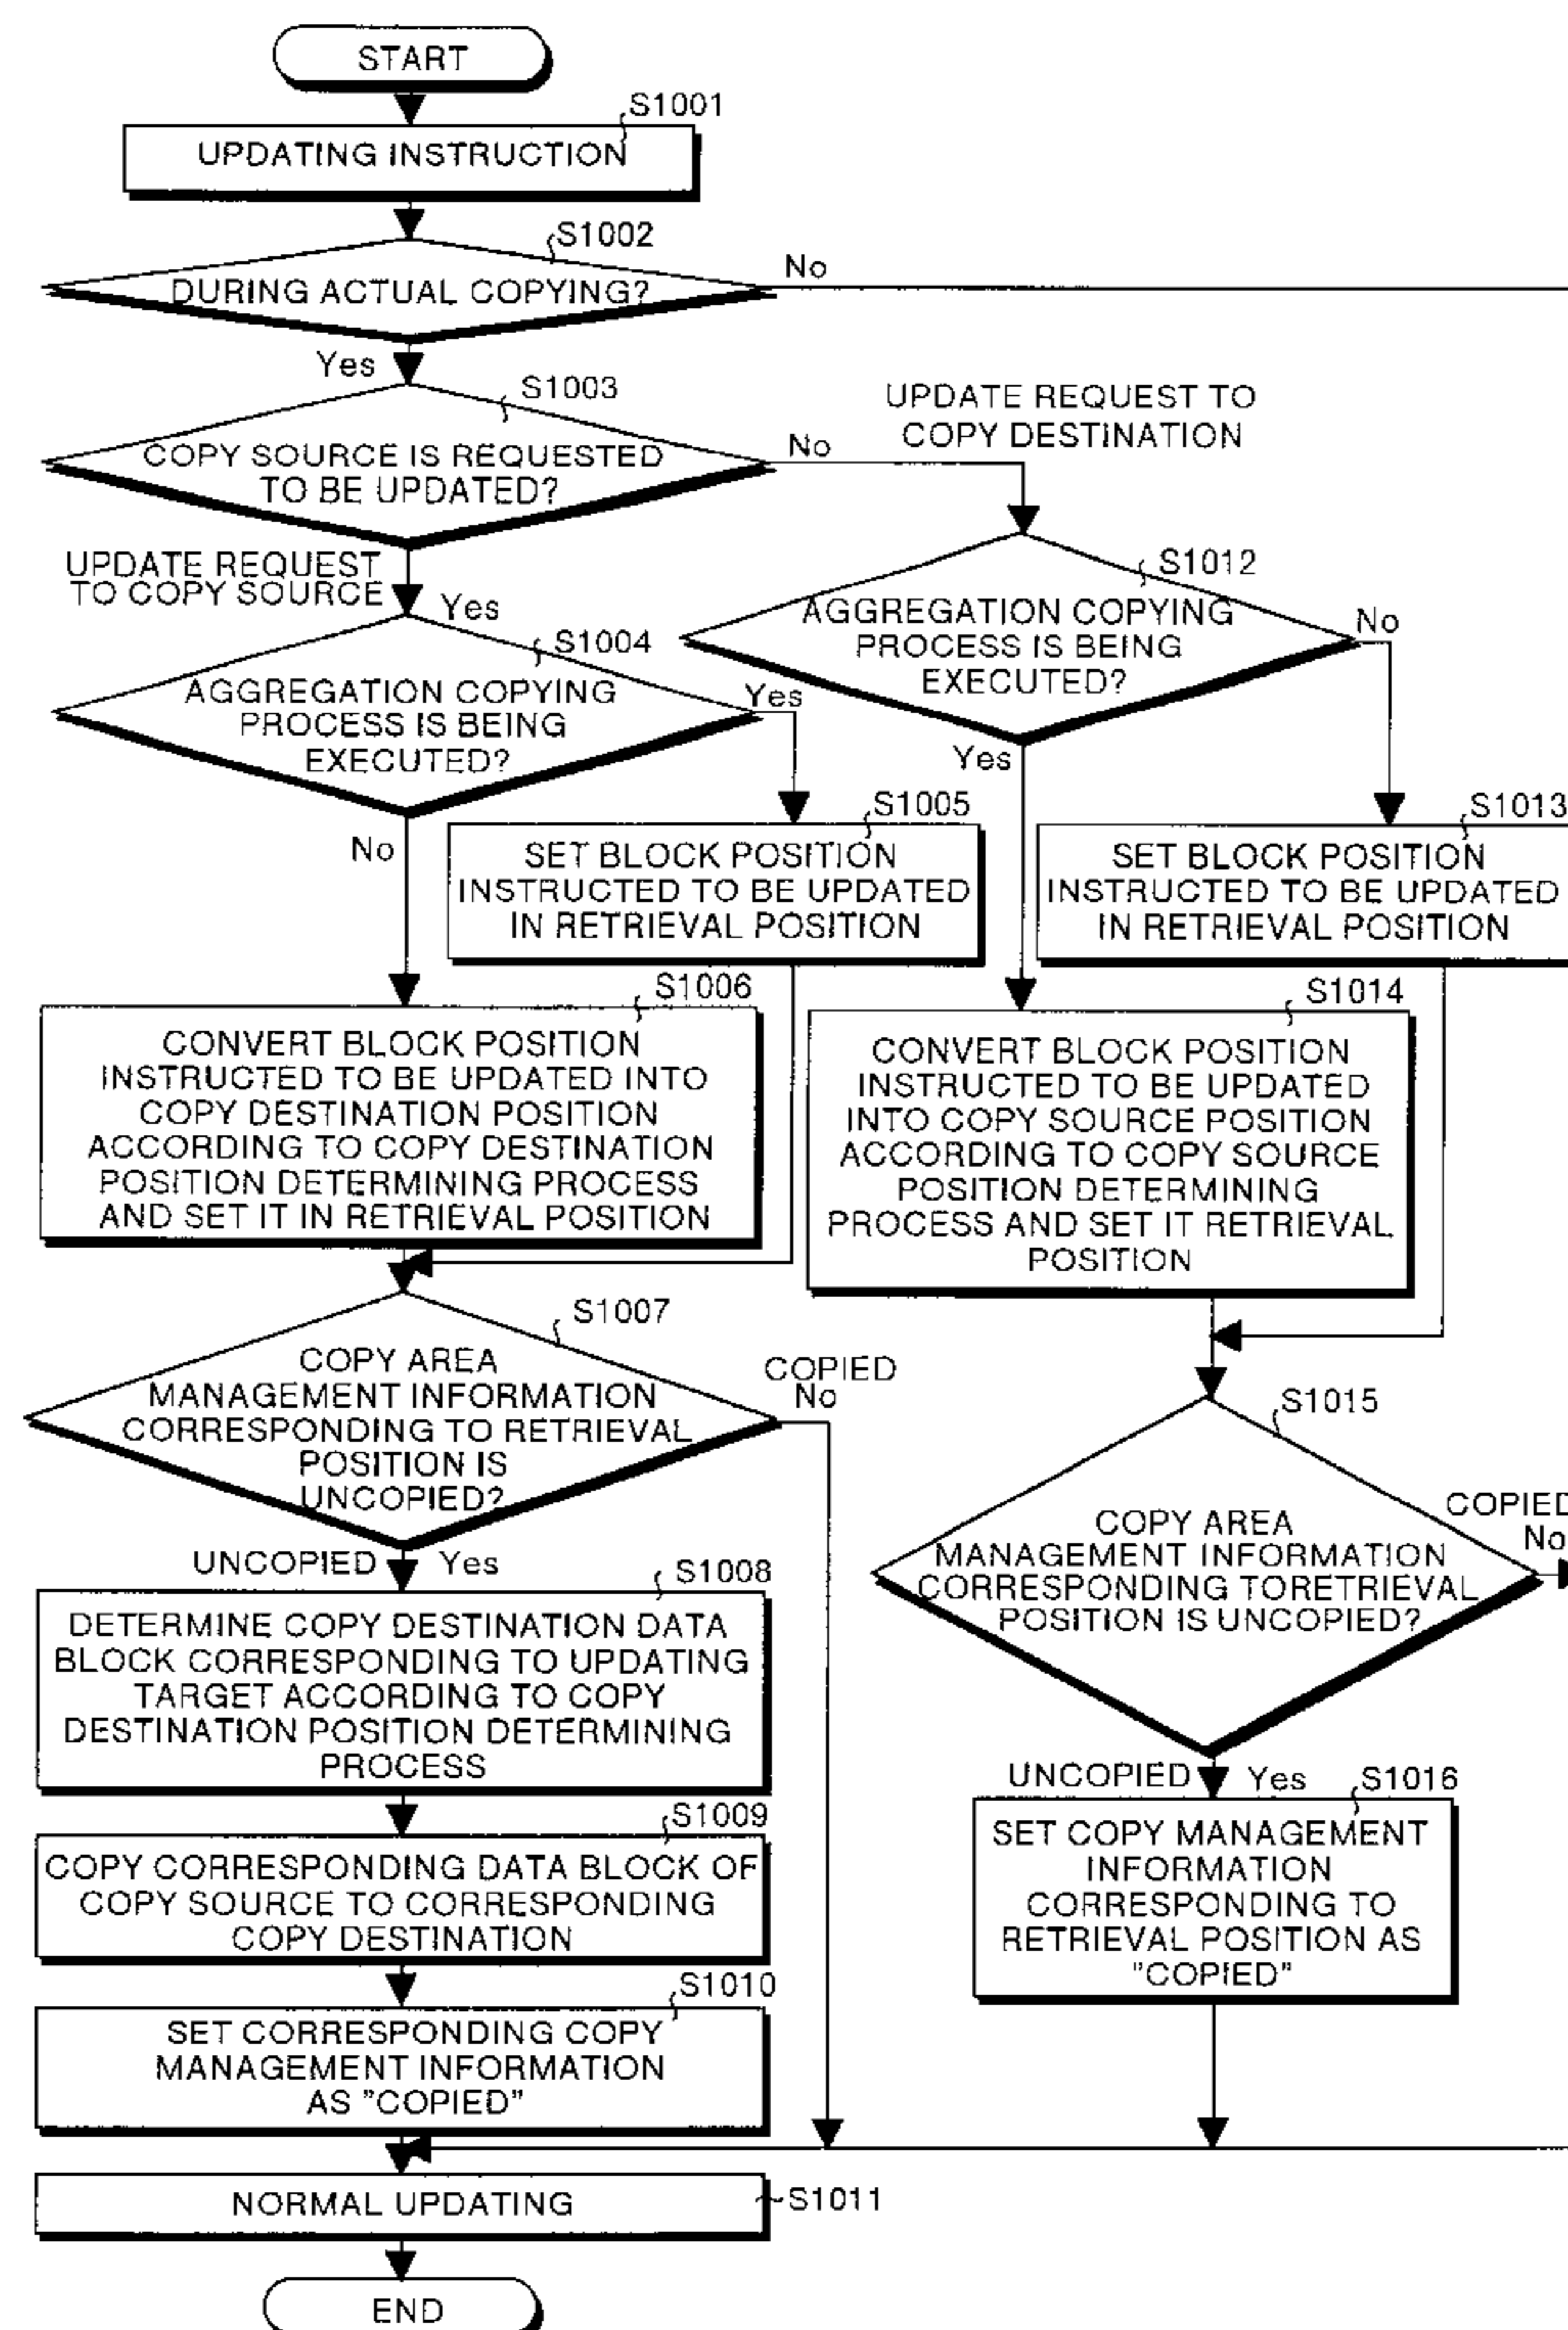 START
S1001
UPDATING INSTRUCTION
S1002
DURING ACTUAL COPYING?
No
Yes
S1003
COPY SOURCE IS REQUESTED
TO BE UPDATED?
No
UPDATE REQUEST TO
COPY DESTINATION
UPDATE REQUEST
TO COPY SOURCE
Yes
S1004
AGGREGATION COPYING
PROCESS IS BEING
EXECUTED?
Yes
No
S1012
AGGREGATION COPYING
PROCESS IS BEING
EXECUTED?
No
Yes
S1005
SET BLOCK POSITION
INSTRUCTED TO BE UPDATED
IN RETRIEVAL POSITION
S1013
SET BLOCK POSITION
INSTRUCTED TO BE UPDATED
IN RETRIEVAL POSITION
S1006
CONVERT BLOCK POSITION
INSTRUCTED TO BE UPDATED INTO
COPY DESTINATION POSITION
ACCORDING TO COPY DESTINATION
POSITION DETERMINING PROCESS
AND SET IT IN RETRIEVAL POSITION
S1014
CONVERT BLOCK POSITION
INSTRUCTED TO BE UPDATED
INTO COPY SOURCE POSITION
ACCORDING TO COPY SOURCE
POSITION DETERMINING
PROCESS AND SET IT RETRIEVAL
POSITION
S1007
COPY AREA
MANAGEMENT INFORMATION
CORRESPONDING TO RETRIEVAL
POSITION IS
UNCOPIED?
COPIED
No
UNCOPIED
Yes
S1015
COPY AREA
MANAGEMENT INFORMATION
CORRESPONDING TORETRIEVAL
POSITION IS UNCOPIED?
COPIED
No
UNCOPIED
Yes
S1008
DETERMINE COPY DESTINATION DATA
BLOCK CORRESPONDING TO UPDATING
TARGET ACCORDING TO COPY
DESTINATION POSITION DETERMINING
PROCESS
S1016
SET COPY MANAGEMENT
INFORMATION
CORRESPONDING TO
RETRIEVAL POSITION AS
"COPIED"
S1009
COPY CORRESPONDING DATA BLOCK OF
COPY SOURCE TO CORRESPONDING
COPY DESTINATION
S1010
SET CORRESPONDING COPY
MANAGEMENT INFORMATION
AS "COPIED"
NORMAL UPDATING
S1011
END